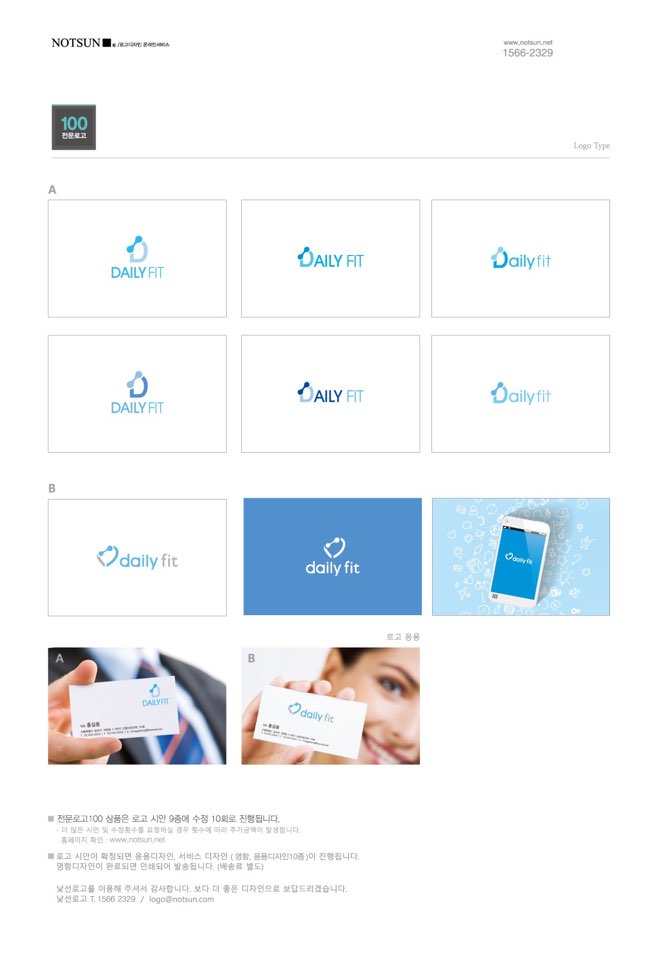 NOTSUN /로고디자인 온라인서비스
www.notsun.net
1566-2329
100
전문로고
Logo Type
A
DAILY FIT
DAILY FIT
Dailyfit
DAILY FIT
DAILY FIT
Dailyfit
B
daily fit
daily fit
daily fit
로고 응용
A
DAILY FIT
홍길동
B
daily fit
홍길동
전문로고100 상품은 로고 시안 9종에 수정 10회로 진행됩니다.
- 더 많은 시안 및 수정횟수를 요청하실 경우 횟수에 따라 추가금액이 발생됩니다.
홈페이지 확인 : www.notsun.net
로고 시안이 확정되면 응용디자인, 서비스 디자인 ( 명함, 응용디자인10종 )이 진행됩니다.
명함디자인이 완료되면 인쇄되어 발송됩니다. (배송료 별도)
낯선로고를 이용해 주셔서 감사합니다. 보다 더 좋은 디자인으로 보답드리겠습니다.
낯선로고 T. 1566 2329 / logo@notsun.com